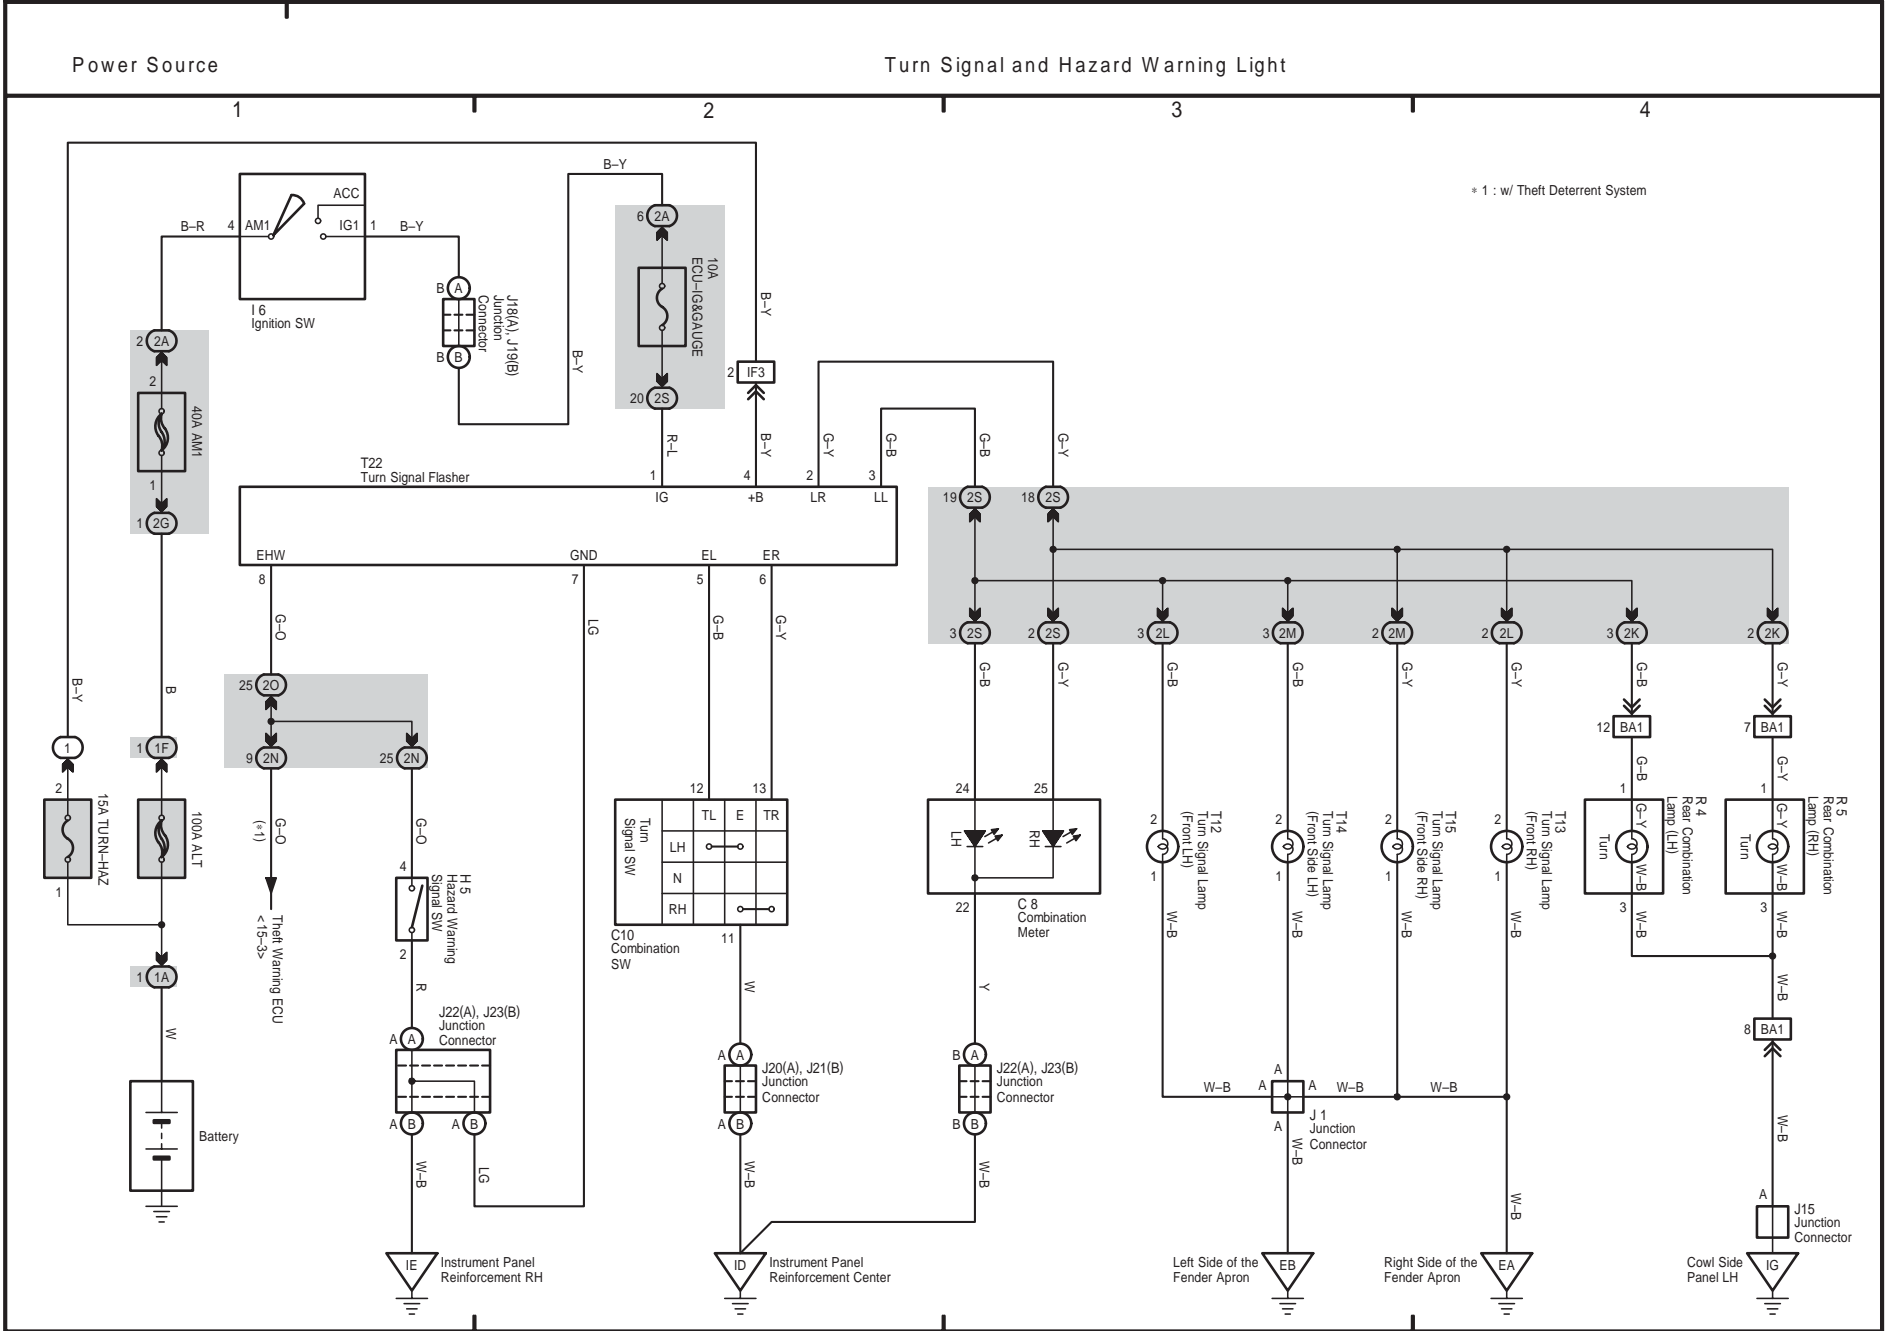 Power Source
Turn Signal and Hazard Warning Light
1
2
3
4
∗ 1 : w/ Theft Deterrent System
B–Y
ACC
B–R
4
AM1
IG1
1
B–Y
I 6
Ignition SW
B
A
B
B
J18(A), J19(B)
Junction
Connector
B–Y
6
2A
10A
ECU–IG&GAUGE
20
2S
R–L
B–Y
2
IF3
B–Y
G–Y
G–B
G–B
G–Y
2
2A
2
40A AM1
1
1
2G
B
B–Y
T22
Turn Signal Flasher
1
4
2
3
IG
+B
LR
LL
EHW
GND
EL
ER
8
7
5
6
G–O
LG
G–B
G–Y
19
2S
18
2S
3
2S
2
2S
3
2L
3
2M
2
2M
2
2L
3
2K
2
2K
G–B
G–Y
G–B
G–B
G–Y
G–Y
G–B
G–Y
25
2O
9
2N
25
2N
G–O
(∗1)
G–O
Theft Warning ECU
<15–3>
1
1
1F
2
15A TURN–HAZ
100A ALT
1
1
1A
W
Battery
4
H 5
Hazard Warning
Signal SW
2
R
J22(A), J23(B)
Junction
Connector
A
A
A
B
A
B
W–B
LG
IE
Instrument Panel
Reinforcement RH
12
13
Turn
Signal SW
TL
E
TR
LH
N
RH
C10
Combination
SW
11
W
A
A
J20(A), J21(B)
Junction
Connector
A
B
W–B
ID
Instrument Panel
Reinforcement Center
24
25
LH
RH
22
C 8
Combination
Meter
Y
B
A
J22(A), J23(B)
Junction
Connector
B
B
W–B
2
T12
Turn Signal Lamp
(Front LH)
1
W–B
2
T14
Turn Signal Lamp
(Front Side LH)
1
W–B
2
T15
Turn Signal Lamp
(Front Side RH)
1
W–B
2
T13
Turn Signal Lamp
(Front RH)
1
W–B
12
BA1
G–B
1
R 4
Rear Combination
Lamp (LH)
G–Y
Turn
W–B
3
W–B
7
BA1
G–Y
1
R 5
Rear Combination
Lamp (RH)
G–Y
Turn
W–B
3
W–B
W–B
8
BA1
W–B
W–B
A
A
A
W–B
W–B
A
J 1
Junction
Connector
W–B
W–B
Left Side of the
Fender Apron
EB
Right Side of the
Fender Apron
EA
A
J15
Junction
Connector
Cowl Side
Panel LH
IG